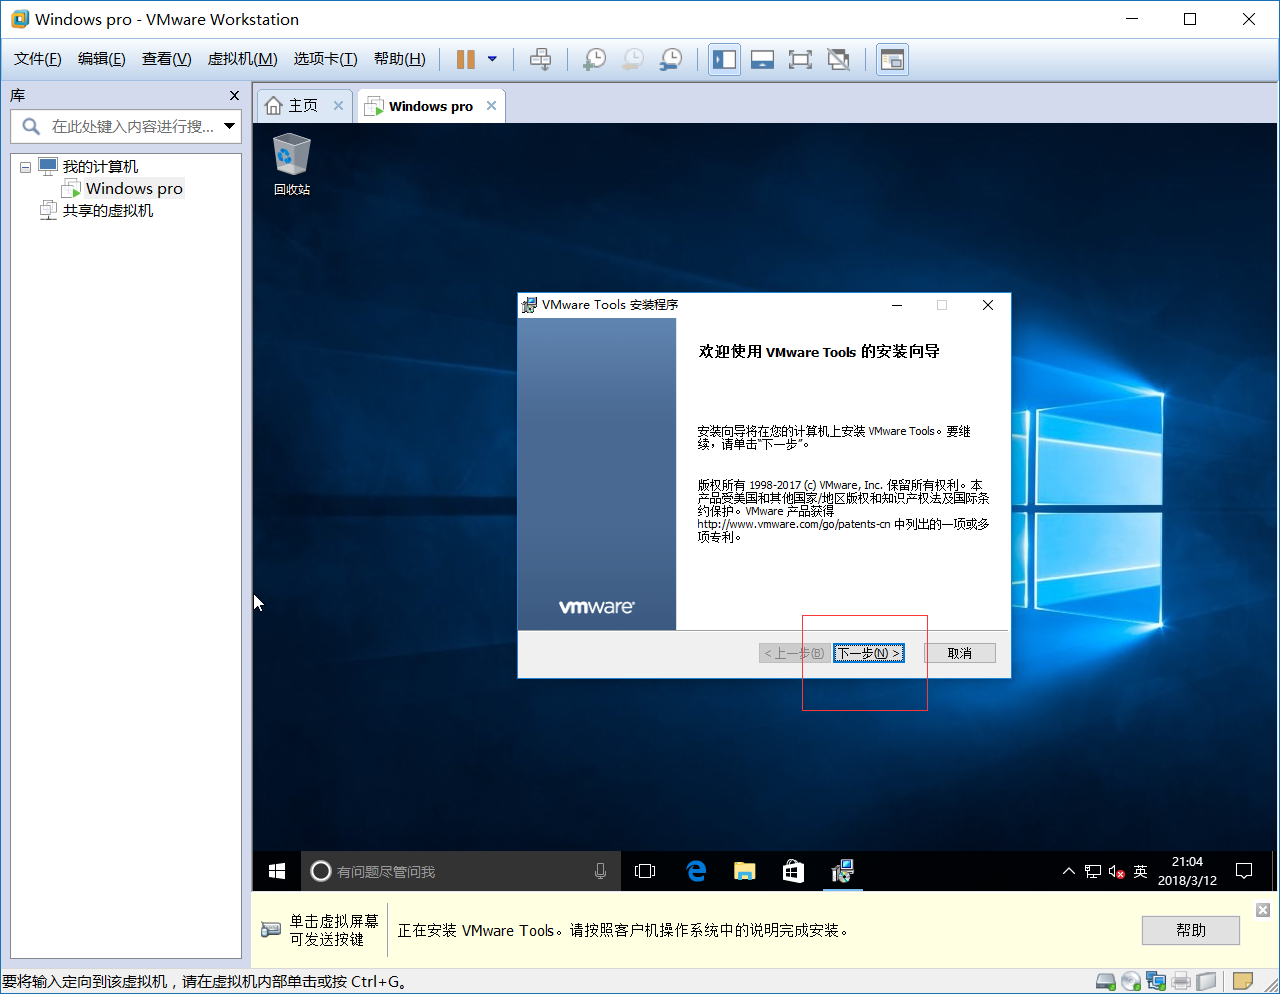 Windows pro - VMware Workstation
文件(F) 编辑(E) 查看(V) 虚拟机(M) 选项卡(T) 帮助(H)
库
在此处键入内容进行搜...
我的计算机
Windows pro
共享的虚拟机
主页
Windows pro
回收站
VMware Tools 安装程序
欢迎使用 VMware Tools 的安装向导
安装向导将在您的计算机上安装 VMware Tools。要继
续，请单击“下一步”。
版权所有 1998-2017 (c) VMware, Inc. 保留所有权利。本
产品受美国和其他国家/地区版权和知识产权法及国际条
约保护。VMware 产品获得
http://www.vmware.com/go/patents-cn 中列出的一项或多
项专利。
vmware
< 上一步(B) 下一步(N) > 取消
有问题尽管问我
英
21:04
2018/3/12
单击虚拟屏幕
可发送按键
正在安装 VMware Tools。请按照客户机操作系统中的说明完成安装。
帮助
要将输入定向到该虚拟机，请在虚拟机内部单击或按 Ctrl+G。